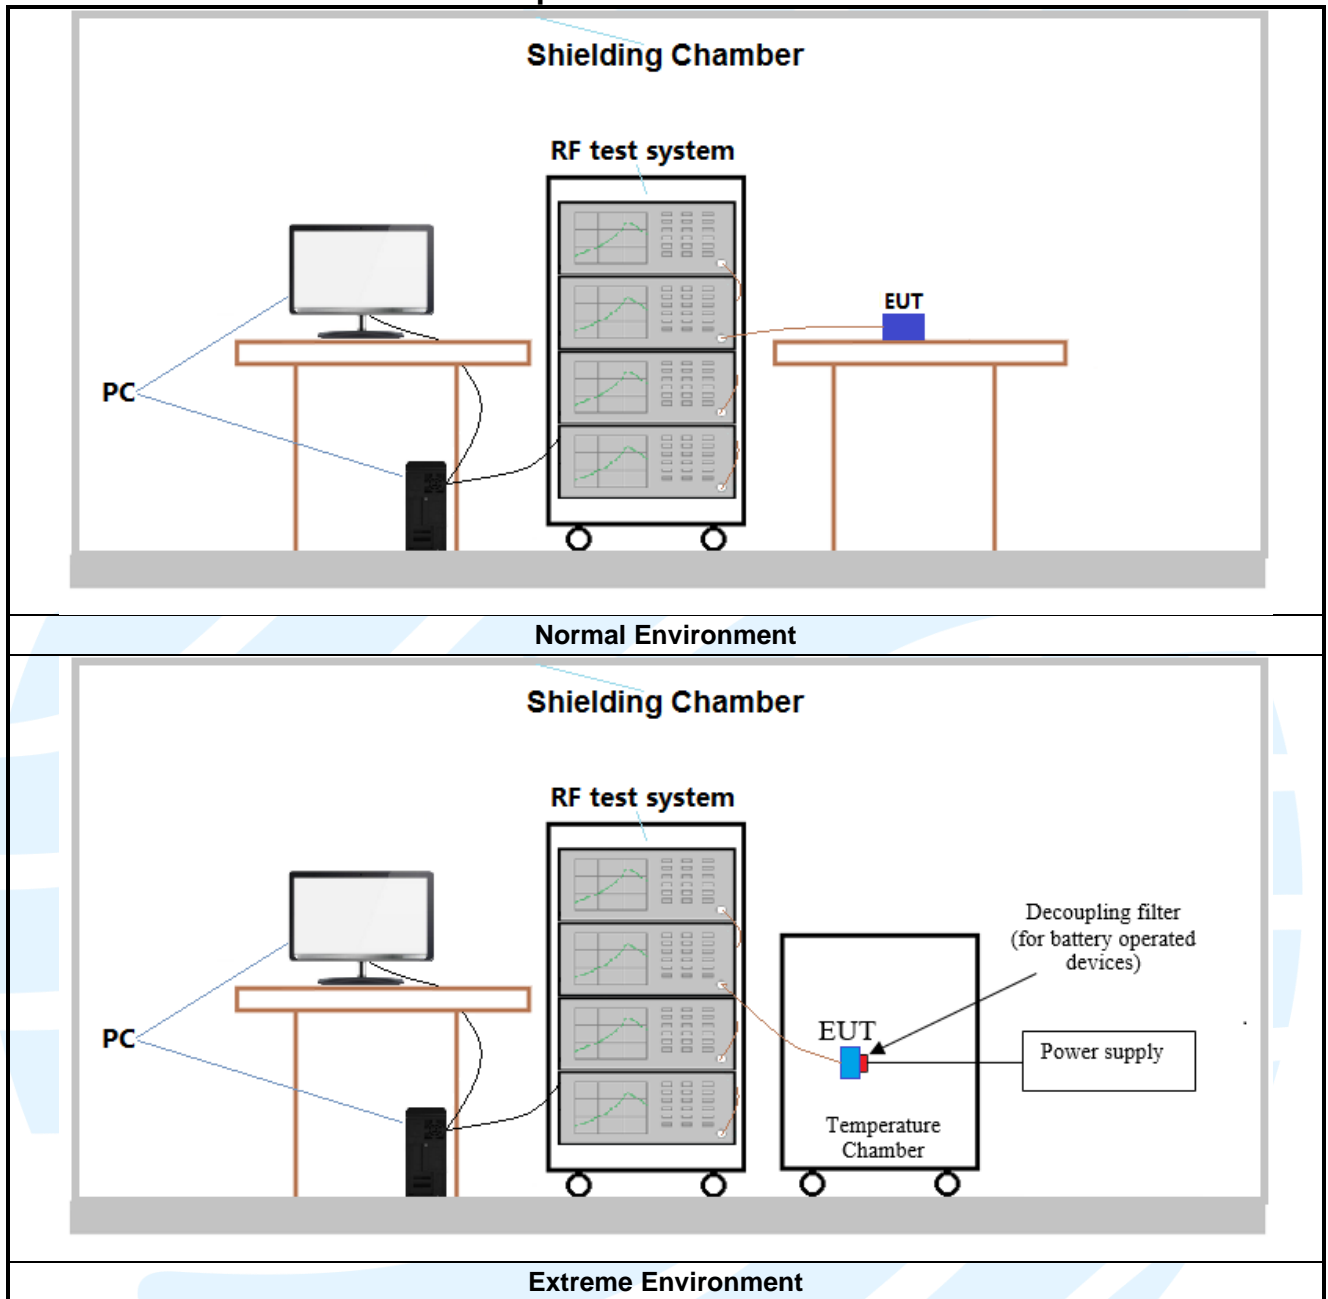 Shielding Chamber
RF test system
EUT
PC
Normal Environment
Shielding Chamber
RF test system
Decoupling filter
(for battery operated
devices)
EUT
PC
Power supply
Temperature
Chamber
Extreme Environment